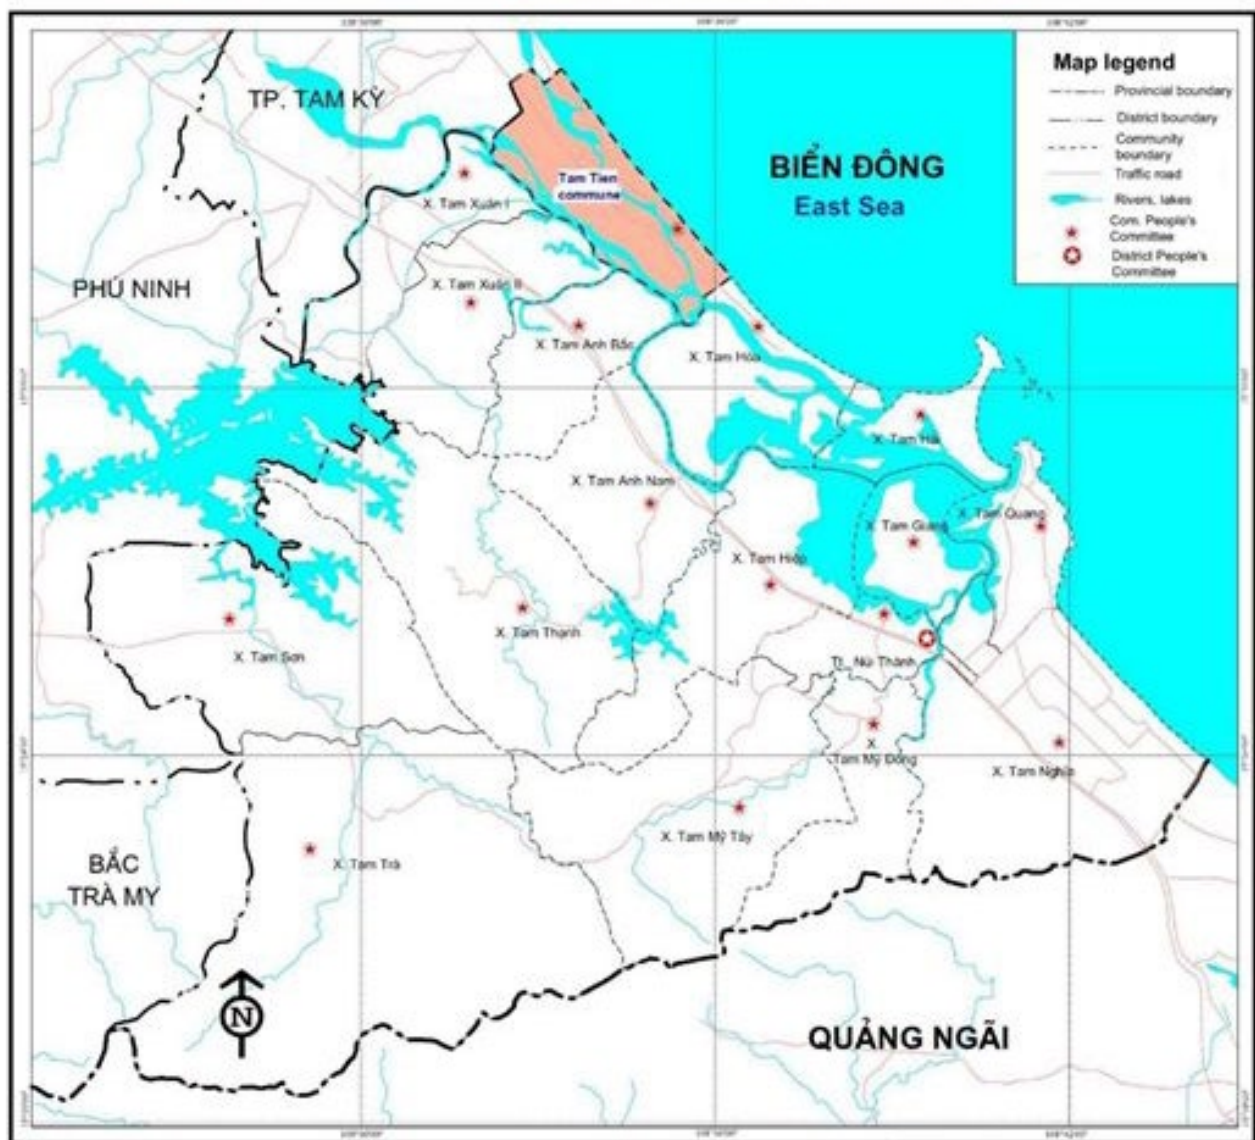 Map legend
Provincial boundary
District boundary
Community
boundary
Traffic road
Rivers, lakes
Com. People's
Committee
District People's
Committee
TP. TAM KỲ
BIỂN ĐÔNG
East Sea
Tam Tien
commune
X. Tam Xuân I
PHÚ NINH
X. Tam Xuân II
X. Tam Anh Bắc
X. Tam Hòa
X. Tam Hải
X. Tam Anh Nam
X. Tam Giang
X. Tam Quang
X. Tam Hiệp
X. Tam Thạnh
X. Tam Sơn
Tt. Núi Thành
X.
Tam Mỹ Đông
X. Tam Nghĩa
X. Tam Mỹ Tây
X. Tam Trà
BẮC
TRÀ MY
N
QUẢNG NGÃI